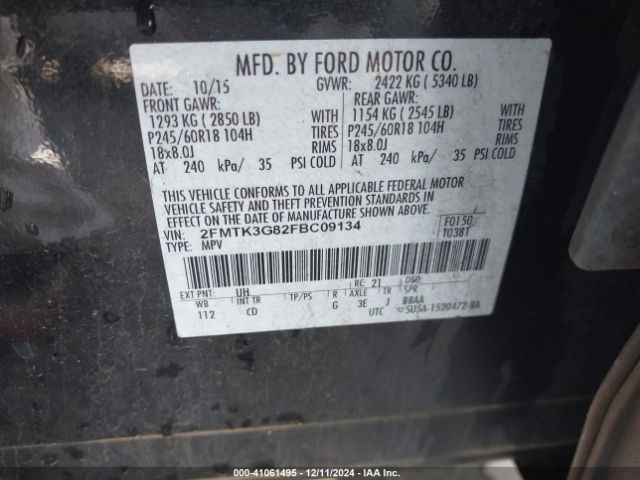 MFD. BY FORD MOTOR CO.
DATE: 10/15 GVWR: 2422 KG ( 5340 LB)
FRONT GAWR: REAR GAWR:
1293 KG ( 2850 LB) WITH 1154 KG ( 2545 LB) WITH
P245/60R18 104H TIRES P245/60R18 104H TIRES
18x8.0J RIMS 18x8.0J RIMS
AT 240 kPa/ 35 PSI COLD AT 240 kPa/ 35 PSI COLD
THIS VEHICLE CONFORMS TO ALL APPLICABLE FEDERAL MOTOR
VEHICLE SAFETY AND THEFT PREVENTION STANDARDS IN
EFFECT ON THE DATE OF MANUFACTURE SHOWN ABOVE.
VIN: 2FMTK3G82FBC09134 F0150
TYPE: MPV T0381
EXT PNT: UH RC: 21 DSO:
WB INT TR TP/PS R AXLE TR SPR
112 CD G 3E J BBAA
UTC ▽5U5A-1520472-BA
000-41061495 - 12/11/2024 - IAA Inc.